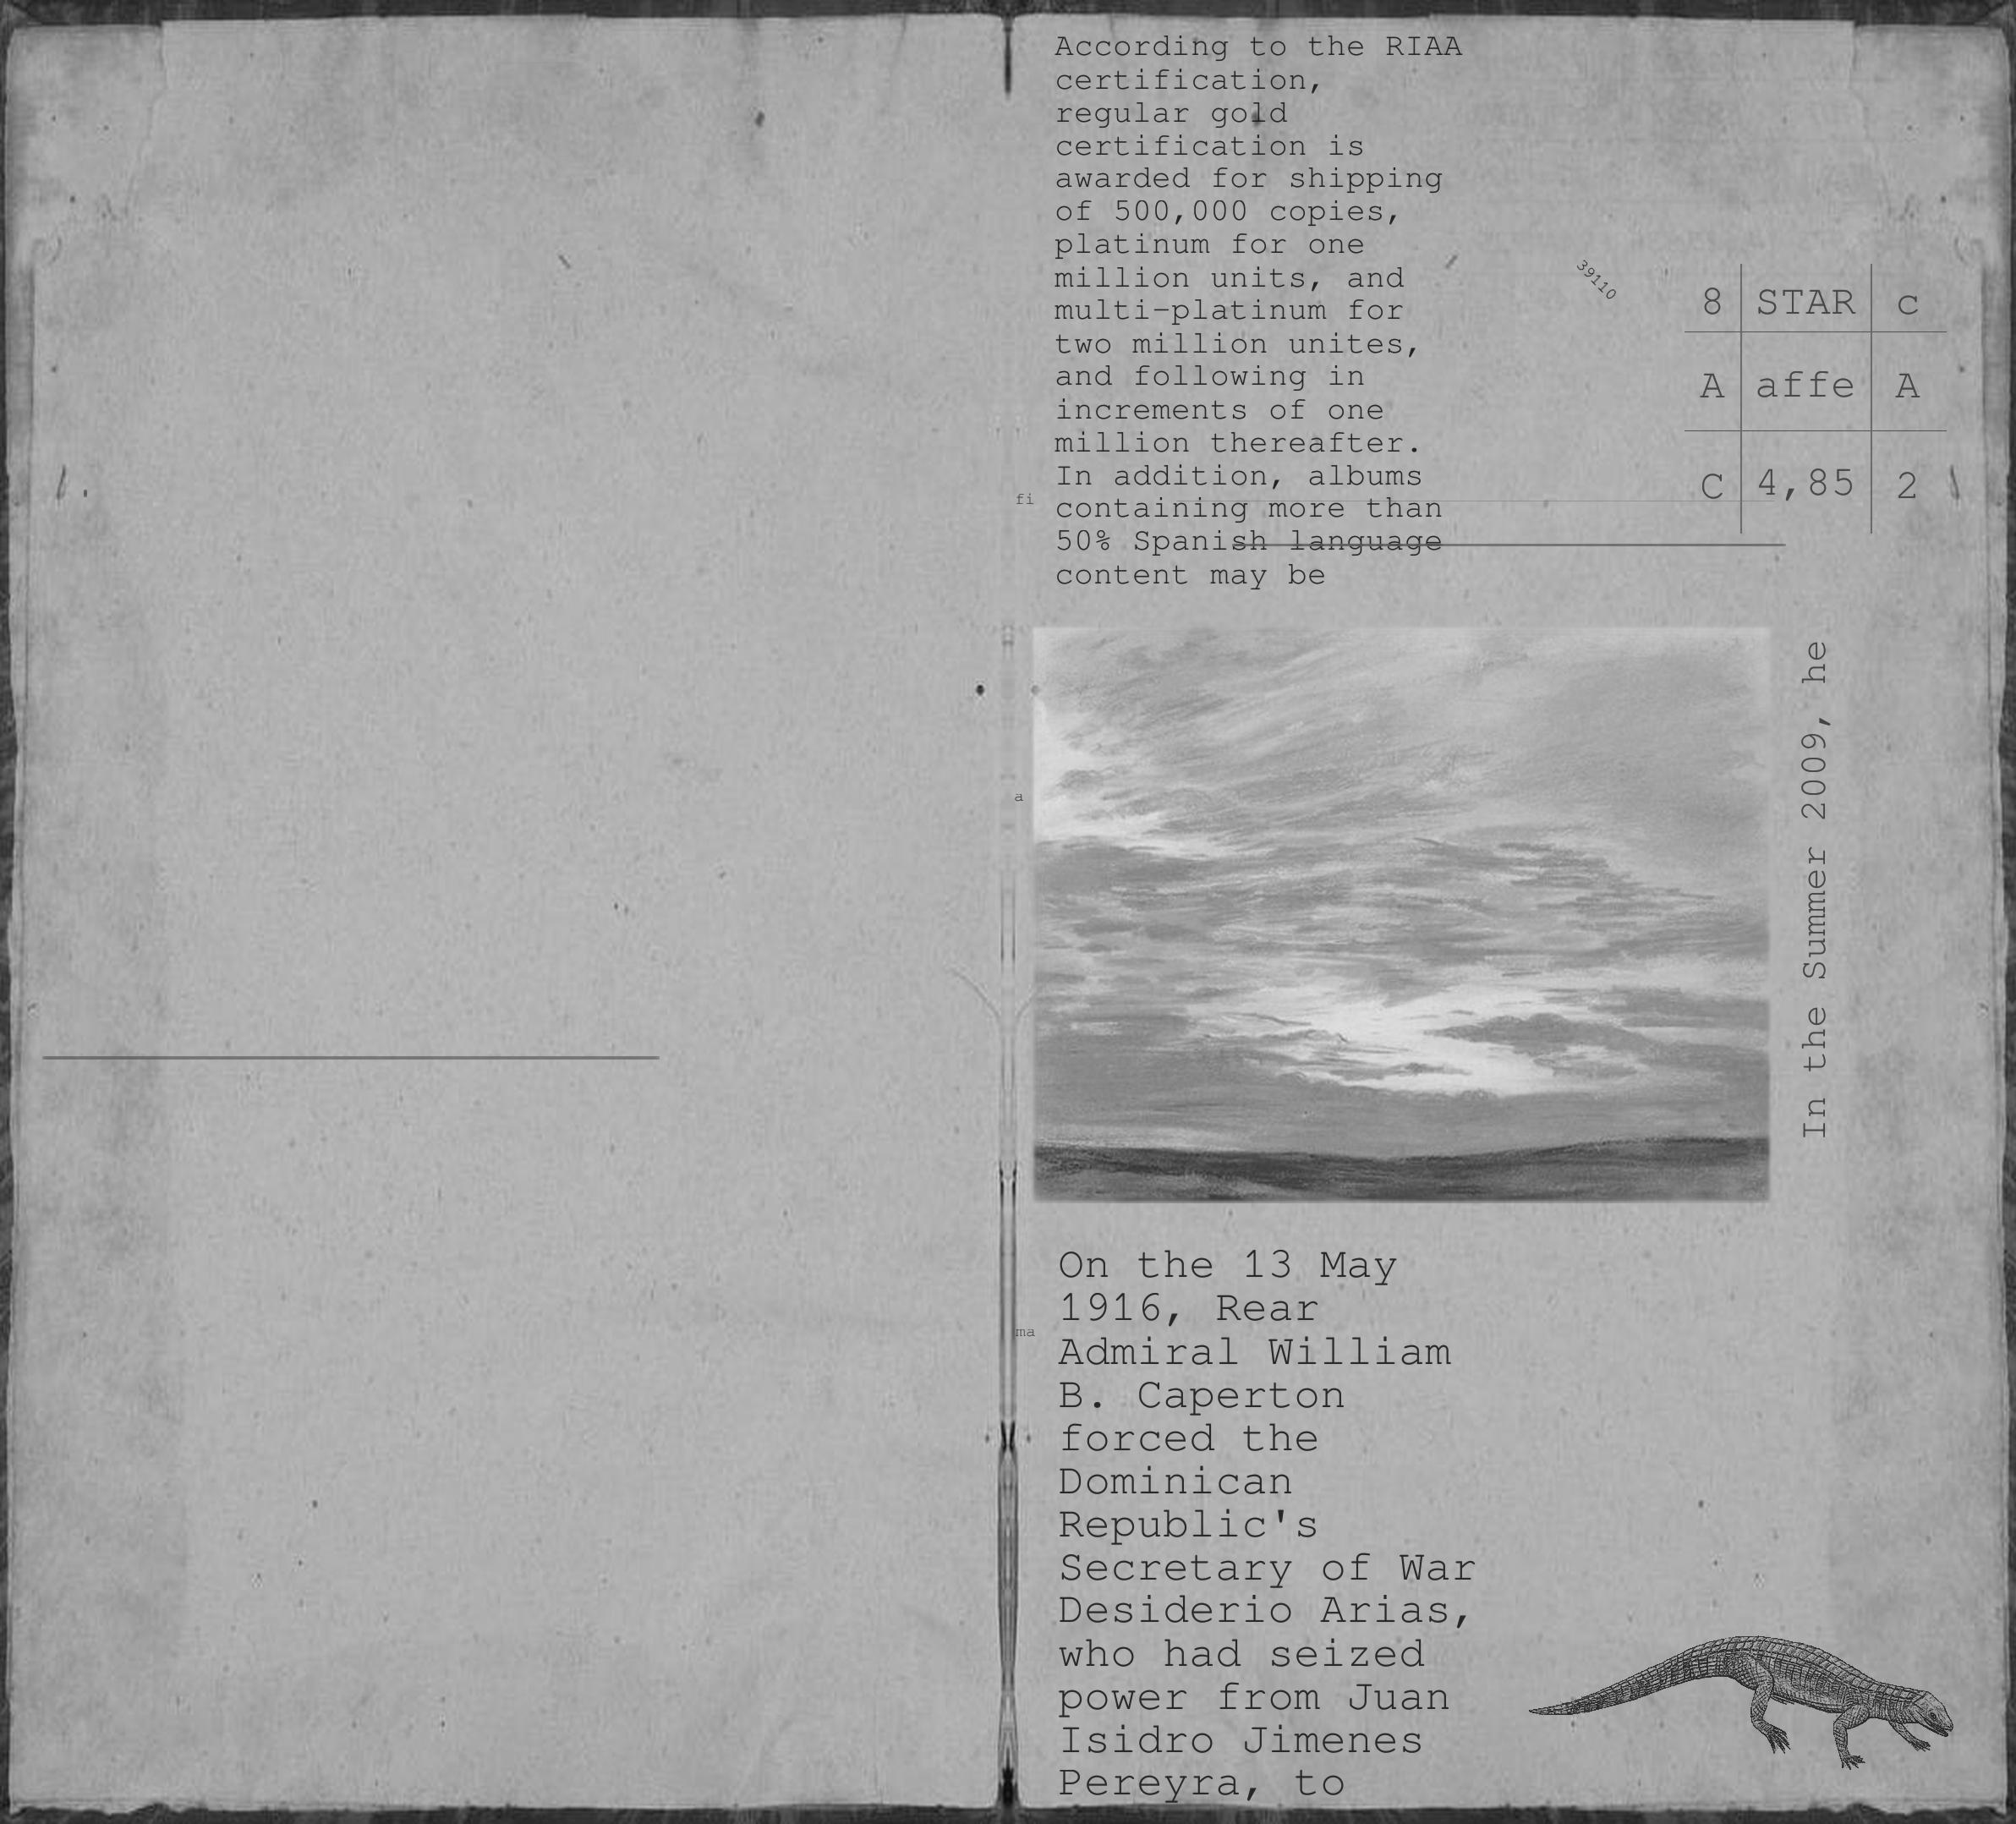 According to the RIAA
certification,
regular gold
certification is
awarded for shipping
of 500,000 copies,
platinum for one
million units, and
multi-platinum for
two million unites,
and following in
increments of one
million thereafter.
In addition, albums
containing more than
50% Spanish language
content may be
39110
8 STAR c
A affe A
C 4,85 2
fi
a
In the Summer 2009, he
ma
On the 13 May
1916, Rear
Admiral William
B. Caperton
forced the
Dominican
Republic's
Secretary of War
Desiderio Arias,
who had seized
power from Juan
Isidro Jimenes
Pereyra, to